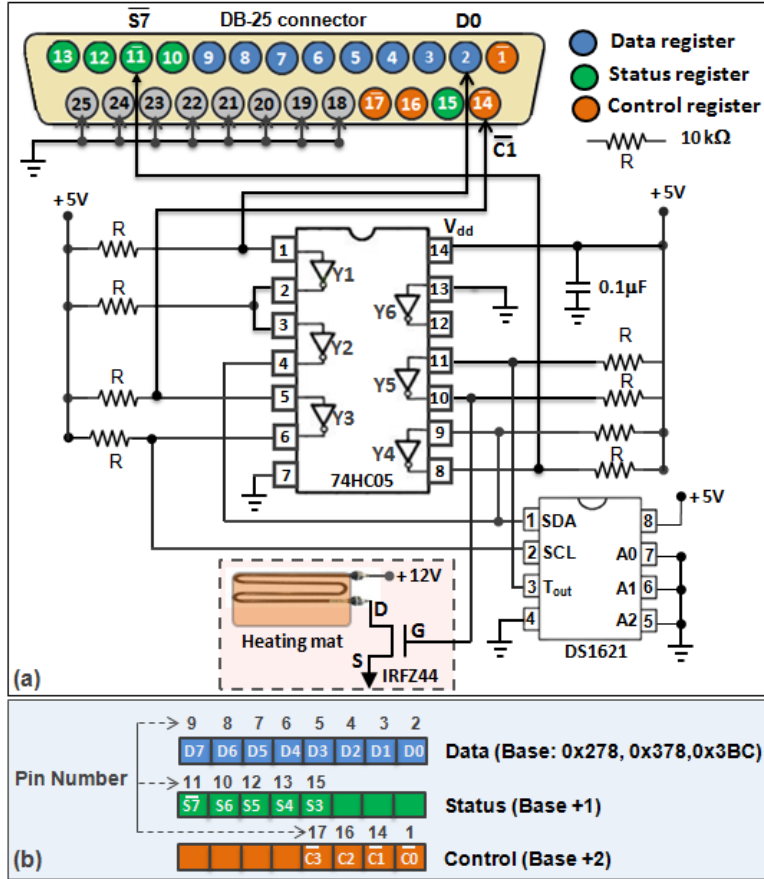 S7 DB-25 connector D0
13 12 11 10 9 8 7 6 5 4 3 2 1
Data register
Status register
25 24 23 22 21 20 19 18 17 16 15 14
Control register
C1
10 kΩ
R
+5V
+5V
R
Vdd
1 14
Y1
0.1μF
R
2 13
Y6
3 12
R
Y2
4 11
R
R
Y5
5 10
Y3
R
6 9
Y4
R
7 8
74HC05
+5V
1 SDA 8
2 SCL A0 7
3 Tout A1 6
4 A2 5
DS1621
+12V
D
Heating mat
G
S
IRFZ44
(a)
9 8 7 6 5 4 3 2
D7 D6 D5 D4 D3 D2 D1 D0 Data (Base: 0x278, 0x378,0x3BC)
Pin Number
11 10 12 13 15
S7 S6 S5 S4 S3 Status (Base +1)
17 16 14 1
C3 C2 C1 C0 Control (Base +2)
(b)